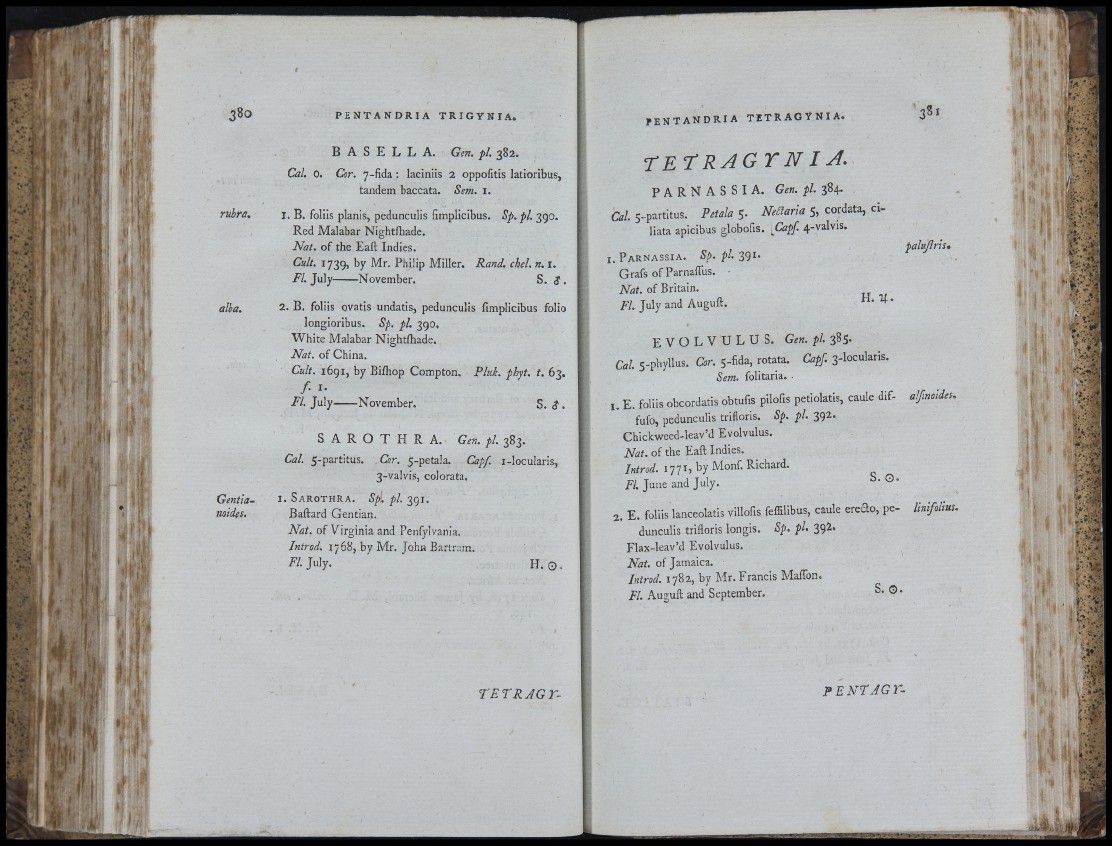 380
PENTANDRIA TRIGYNIA.
BASELLA. Gen. pl. 382.
Cal. 0. Cor. 7-fida : laciniis 2 oppoſitis latioribus,
tandem baccata. Sem. 1.
rubra.
1. B. foliis planis, pedunculis ſimplicibus. Sp. pl. 390.
Red Malabar Nightſhade.
Nat. of the Eaſt Indies.
Cult. 1739, by Mr. Philip Miller. Rand. chel. n. 1.
Fl. July——November. S. ♂.
alba.
2. B. foliis ovatis undatis, pedunculis ſimplicibus folio
longioribus. Sp. pl. 390.
White Malabar Nightſhade.
Nat. of China.
Cult. 1691, by Biſhop Compton. Pluk. phyt. t. 63.
f. 1.
Fl. July——November. S. ♂.
SAROTHRA. Gen. pl. 383.
Cal. 5-partitus. Cor. 5-petala. Capſ. 1-locularis,
3-valvis, colorata.
Gentia-
noides.
1. SAROTHRA. Sp. pl. 391.
Baſtard Gentian.
Nat. of Virginia and Penſylvania.
Introd. 1768, by Mr. John Bartram.
Fl. July. H. ☉.
TETRAGY-
PENTANDRIA TETRAGYNIA.
381
TETRAGYNIA.
PARNASSIA. Gen. pl. 384.
Cal. 5-partitus. Petala 5. Nectaria 5, cordata, ci-
liata apicibus globoſis. Capſ. 4-valvis.
1. PARNASSIA. Sp. pl. 391.
paluſtris.
Graſs of Parnaſſus.
Nat. of Britain.
Fl. July and Auguſt. H. ♃.
EVOLVULUS. Gen. pl. 385.
Cal. 5-phyllus. Cor. 5-fida, rotata. Capſ. 3-locularis.
Sem. ſolitaria.
1. E. foliis obcordatis obtuſis piloſis petiolatis, caule dif-
alſinoides.
fuſo, pedunculis trifloris. Sp. pl. 392.
Chickweed-leav'd Evolvulus.
Nat. of the Eaſt Indies.
Introd. 1771, by Monſ. Richard.
Fl. June and July. S. ☉.
2. E. foliis lanceolatis villoſis ſeſſilibus, caule erecto, pe-
linifolius.
dunculis trifloris longis. Sp. pl. 392.
Flax-leav'd Evolvulus.
Nat. of Jamaica.
Introd. 1782, by Mr. Francis Maſſon.
Fl. Auguſt and September. S. ☉.
PENTAGY-